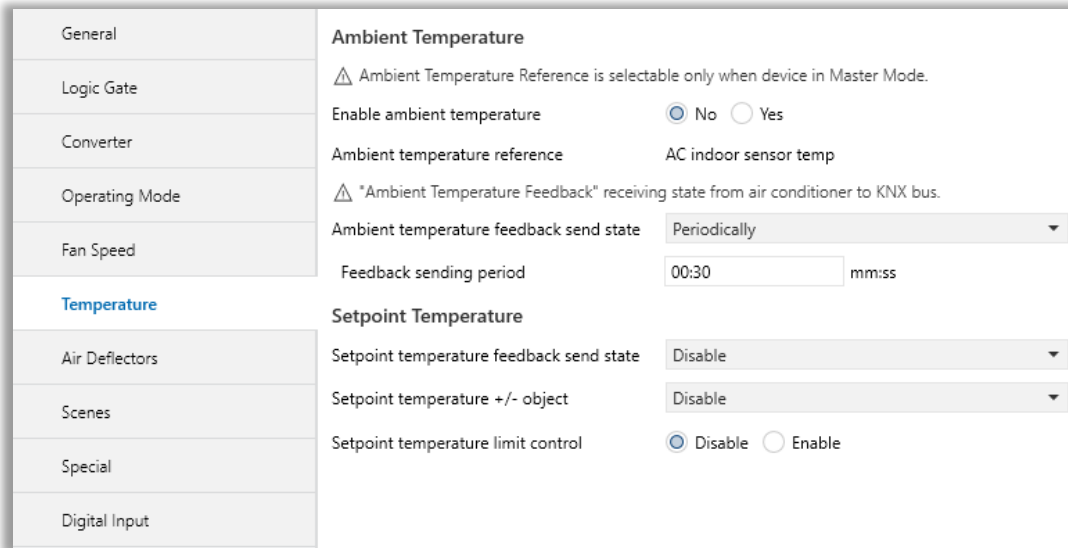 General
Logic Gate
Converter
Operating Mode
Fan Speed
Temperature
Air Deflectors
Scenes
Special
Digital Input
Ambient Temperature
⚠ Ambient Temperature Reference is selectable only when device in Master Mode.
Enable ambient temperature No Yes
Ambient temperature reference AC indoor sensor temp
⚠ "Ambient Temperature Feedback" receiving state from air conditioner to KNX bus.
Ambient temperature feedback send state Periodically
Feedback sending period 00:30 mm:ss
Setpoint Temperature
Setpoint temperature feedback send state Disable
Setpoint temperature +/- object Disable
Setpoint temperature limit control Disable Enable